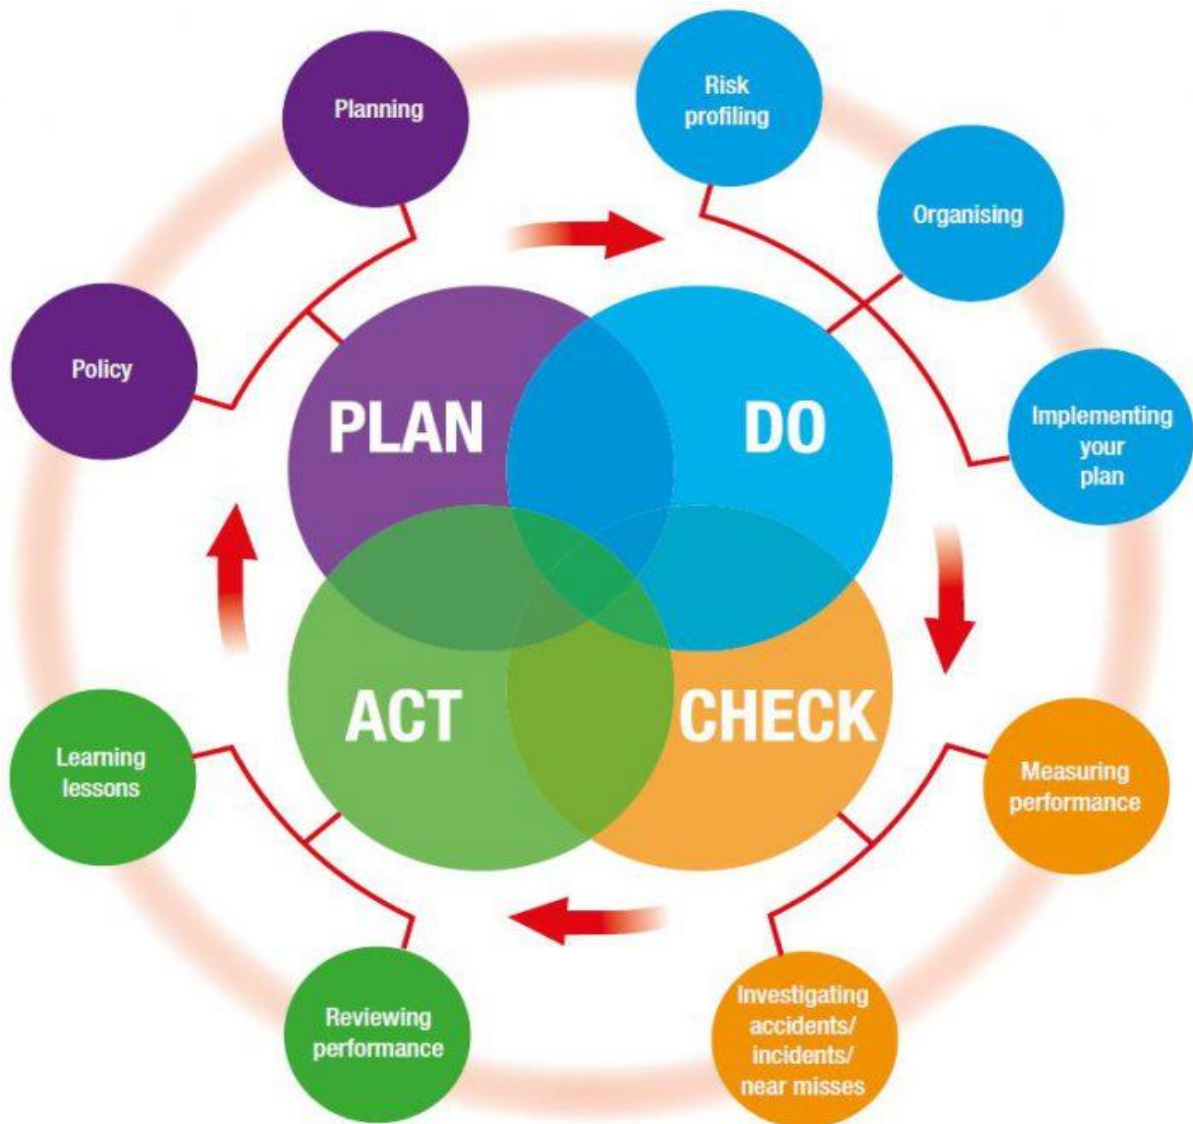 Planning
Risk
profiling
Organising
Policy
Implementing
your
plan
PLAN
DO
ACT
CHECK
Learning
lessons
Measuring
performance
Reviewing
performance
Investigating
accidents/
incidents/
near misses